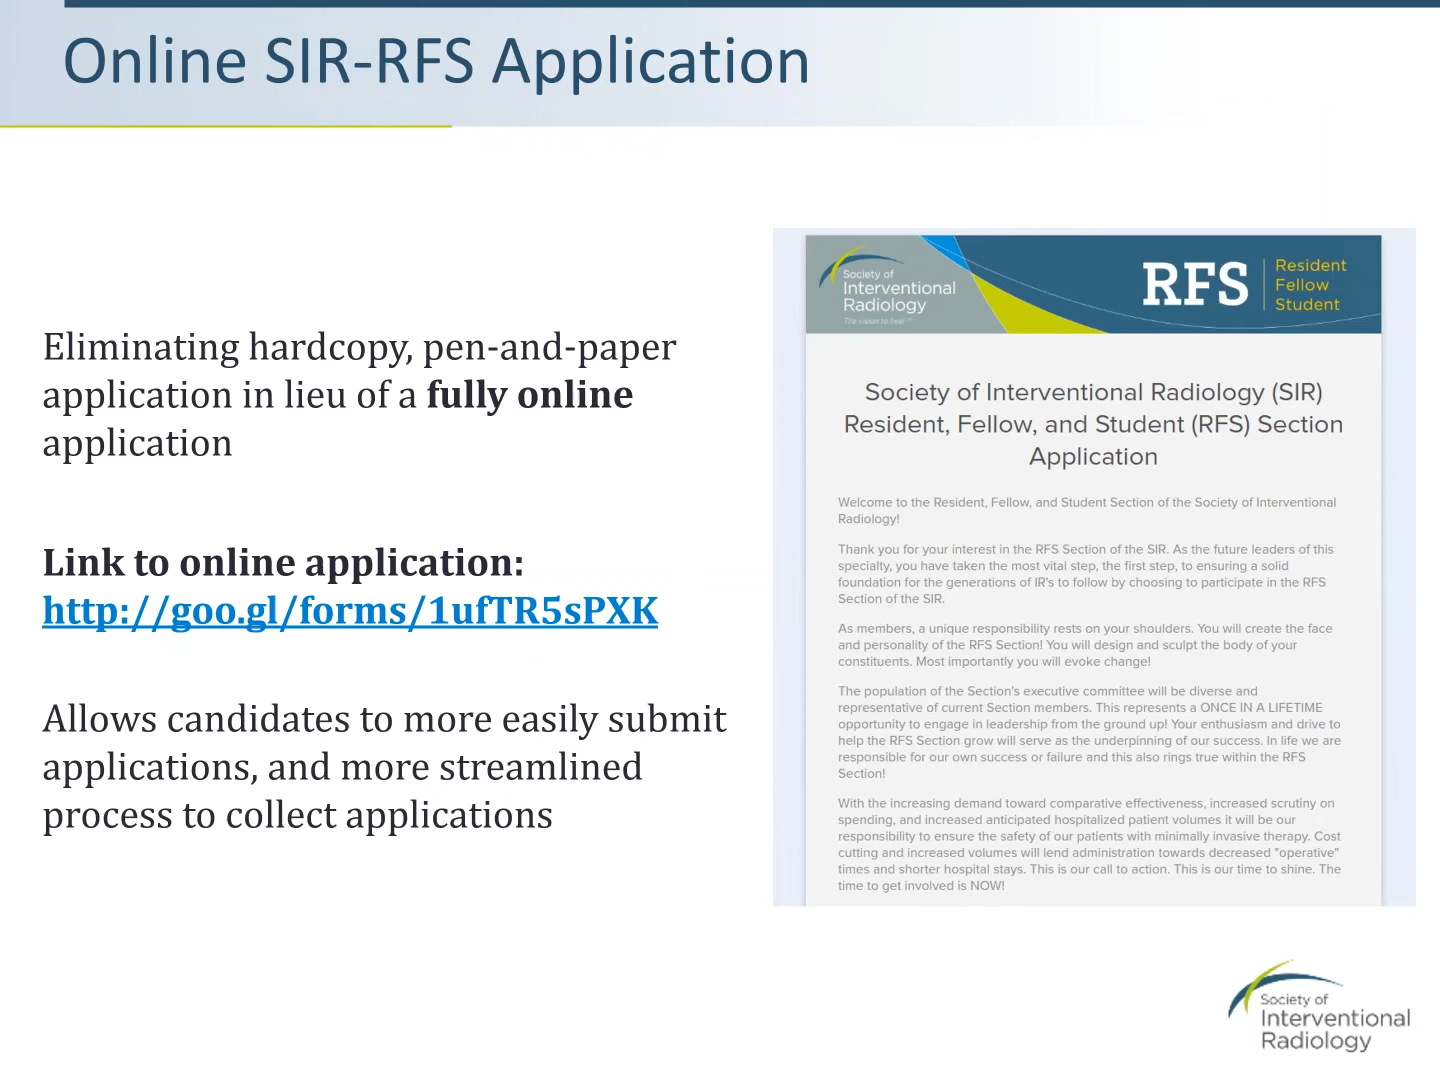 Online SIR-RFS Application
Eliminating hardcopy, pen-and-paper
application in lieu of a fully online
application
Link to online application:
http://goo.gl/forms/1ufTR5sPXK
Allows candidates to more easily submit
applications, and more streamlined
process to collect applications
Society of
Interventional
Radiology
The vision to heal℠
RFS
Resident
Fellow
Student
Society of Interventional Radiology (SIR)
Resident, Fellow, and Student (RFS) Section
Application
Welcome to the Resident, Fellow, and Student Section of the Society of Interventional
Radiology!
Thank you for your interest in the RFS Section of the SIR. As the future leaders of this
specialty, you have taken the most vital step, the first step, to ensuring a solid
foundation for the generations of IR's to follow by choosing to participate in the RFS
Section of the SIR.
As members, a unique responsibility rests on your shoulders. You will create the face
and personality of the RFS Section! You will design and sculpt the body of your
constituents. Most importantly you will evoke change!
The population of the Section's executive committee will be diverse and
representative of current Section members. This represents a ONCE IN A LIFETIME
opportunity to engage in leadership from the ground up! Your enthusiasm and drive to
help the RFS Section grow will serve as the underpinning of our success. In life we are
responsible for our own success or failure and this also rings true within the RFS
Section!
With the increasing demand toward comparative effectiveness, increased scrutiny on
spending, and increased anticipated hospitalized patient volumes it will be our
responsibility to ensure the safety of our patients with minimally invasive therapy. Cost
cutting and increased volumes will lend administration towards decreased "operative"
times and shorter hospital stays. This is our call to action. This is our time to shine. The
time to get involved is NOW!
Society of
Interventional
Radiology